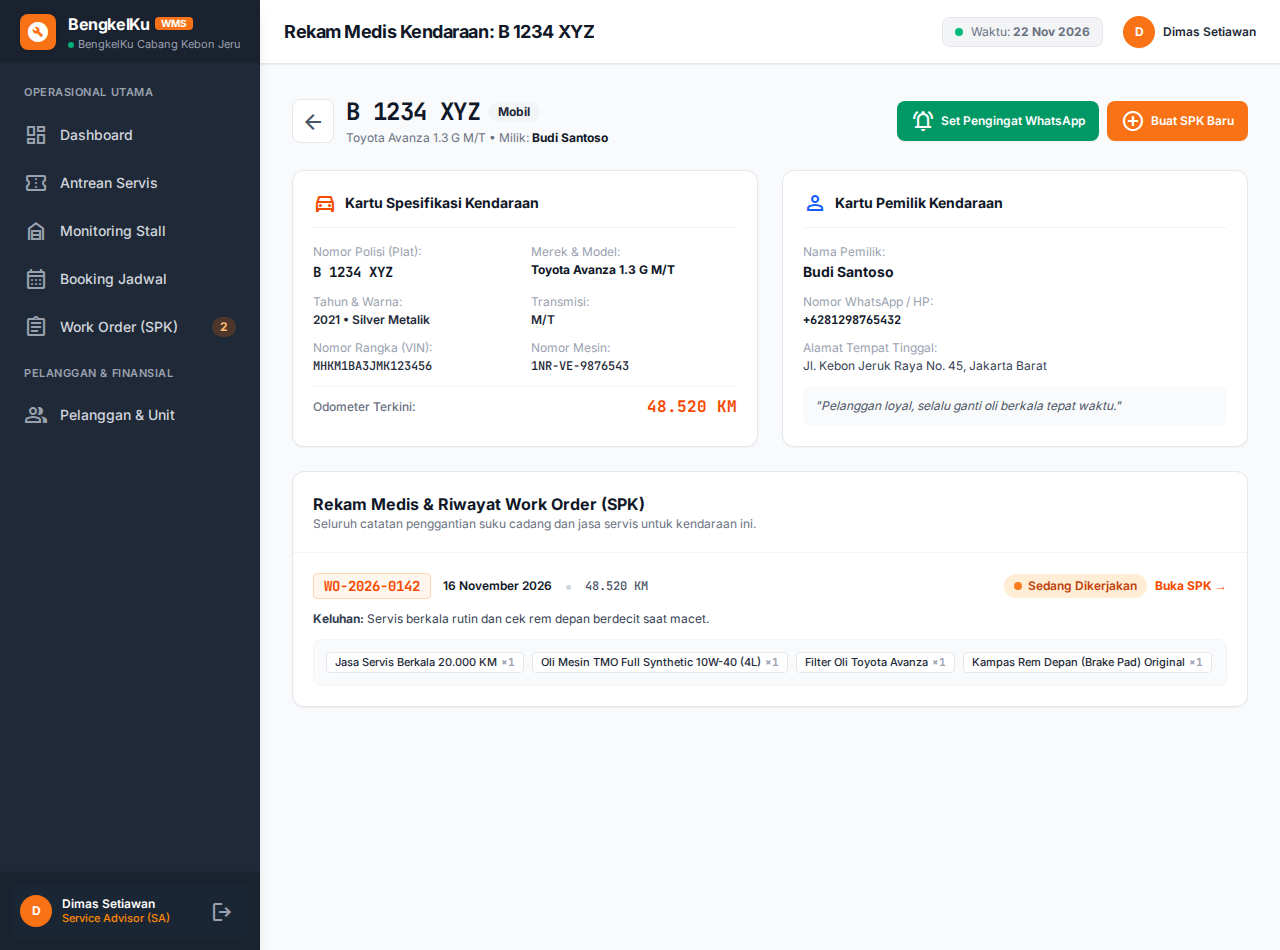 BengkelKu WMS
BengkelKu Cabang Kebon Jeru
OPERASIONAL UTAMA
Dashboard
Antrean Servis
Monitoring Stall
Booking Jadwal
Work Order (SPK) 2
PELANGGAN & FINANSIAL
Pelanggan & Unit
D Dimas Setiawan
Service Advisor (SA)
Rekam Medis Kendaraan: B 1234 XYZ
Waktu: 22 Nov 2026
D Dimas Setiawan
B 1234 XYZ Mobil
Toyota Avanza 1.3 G M/T • Milik: Budi Santoso
Set Pengingat WhatsApp
Buat SPK Baru
Kartu Spesifikasi Kendaraan
Nomor Polisi (Plat): Merek & Model:
B 1234 XYZ Toyota Avanza 1.3 G M/T
Tahun & Warna: Transmisi:
2021 • Silver Metalik M/T
Nomor Rangka (VIN): Nomor Mesin:
MHKM1BA3JMK123456 1NR-VE-9876543
Odometer Terkini: 48.520 KM
Kartu Pemilik Kendaraan
Nama Pemilik:
Budi Santoso
Nomor WhatsApp / HP:
+6281298765432
Alamat Tempat Tinggal:
Jl. Kebon Jeruk Raya No. 45, Jakarta Barat
"Pelanggan loyal, selalu ganti oli berkala tepat waktu."
Rekam Medis & Riwayat Work Order (SPK)
Seluruh catatan penggantian suku cadang dan jasa servis untuk kendaraan ini.
WO-2026-0142 16 November 2026 • 48.520 KM Sedang Dikerjakan Buka SPK →
Keluhan: Servis berkala rutin dan cek rem depan berdecit saat macet.
Jasa Servis Berkala 20.000 KM ×1 Oli Mesin TMO Full Synthetic 10W-40 (4L) ×1 Filter Oli Toyota Avanza ×1 Kampas Rem Depan (Brake Pad) Original ×1